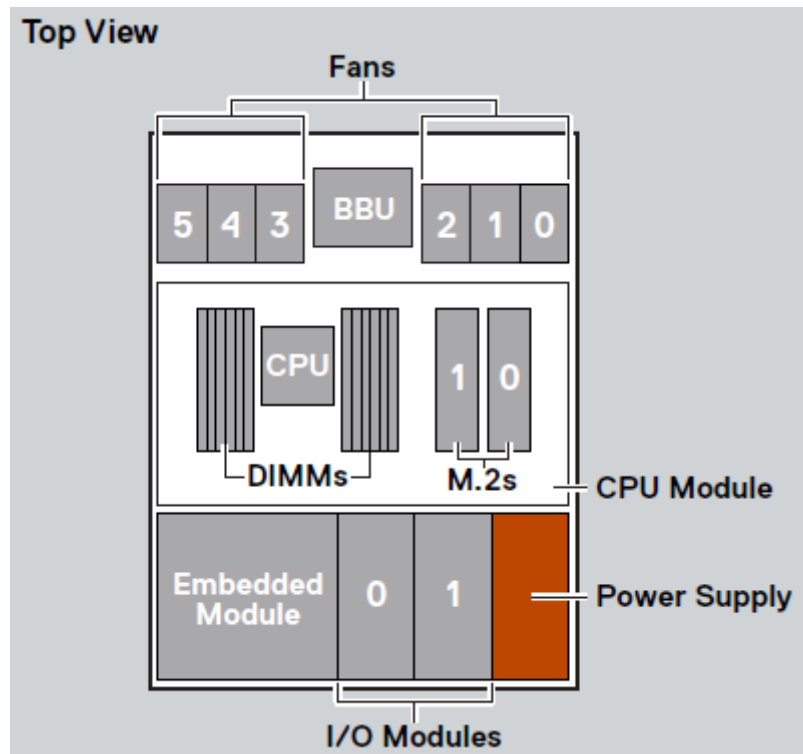 Top View
Fans
5 4 3 BBU 2 1 0
CPU 1 0
DIMMs M.2s
CPU Module
Embedded
Module
0 1
Power Supply
I/O Modules